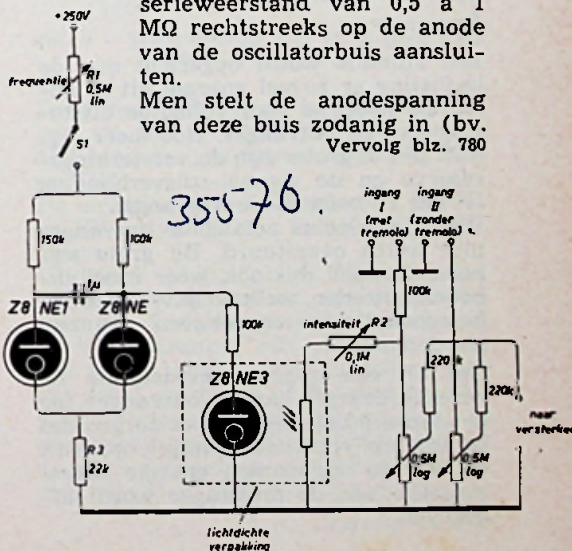 serieweerstand van 0,5 à 1
MΩ rechtstreeks op de anode
van de oscillatorbuis aanslui-
ten.
Men stelt de anodespanning
van deze buis zodanig in (bv.
Vervolg blz. 780
+250V
frequentie
R1
0,5M
lin
S1
35576.
150k
100k
1µ
Z8 NE1
Z8 NE
R3
22k
100k
Z8 NE3
lichtdichte
verpakking
intensiteit R2
0,1M
lin
ingang
I
(met
tremolo)
ingang
II
(zonder
tremolo)
100k
220k
220k
0,5M
log
0,5M
log
naar
versterker